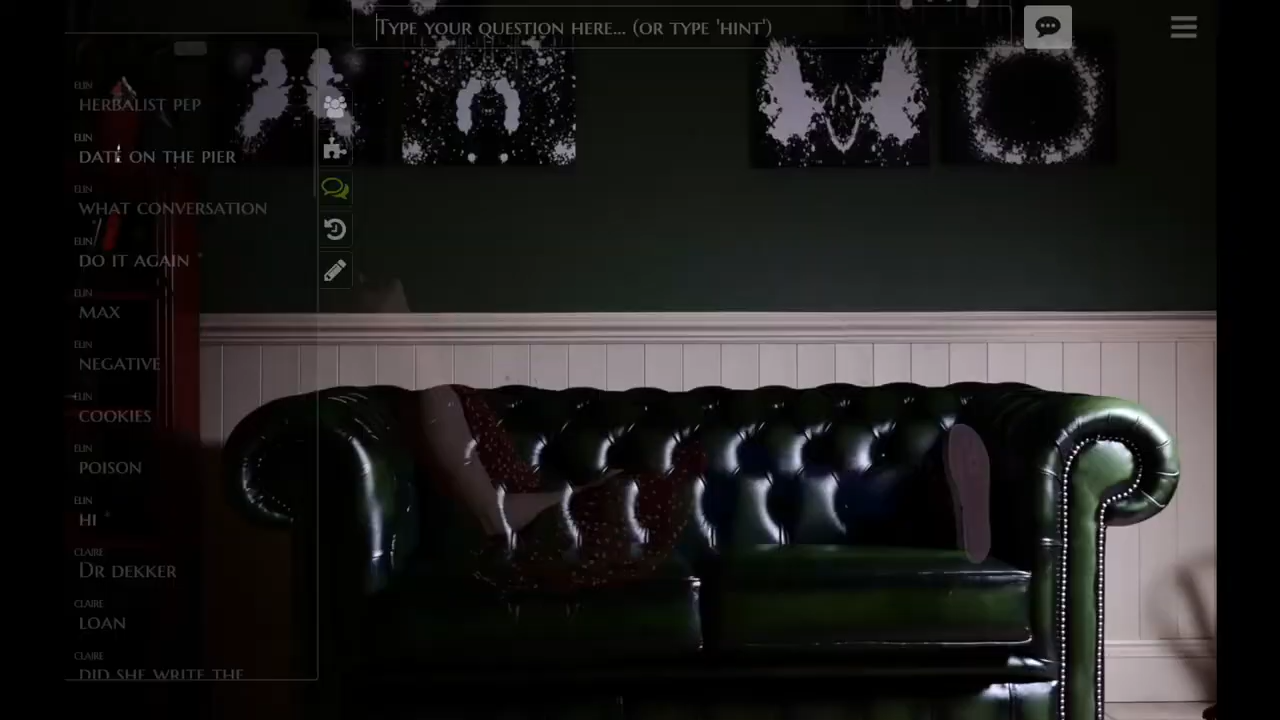 Type your question here... (or type 'hint')
Elin
herbalist pep
Elin
date on the pier
Elin
what conversation
Elin
do it again
Elin
max
Elin
negative
Elin
cookies
Elin
poison
Elin
hi
Claire
Dr dekker
Claire
loan
Claire
did she write the